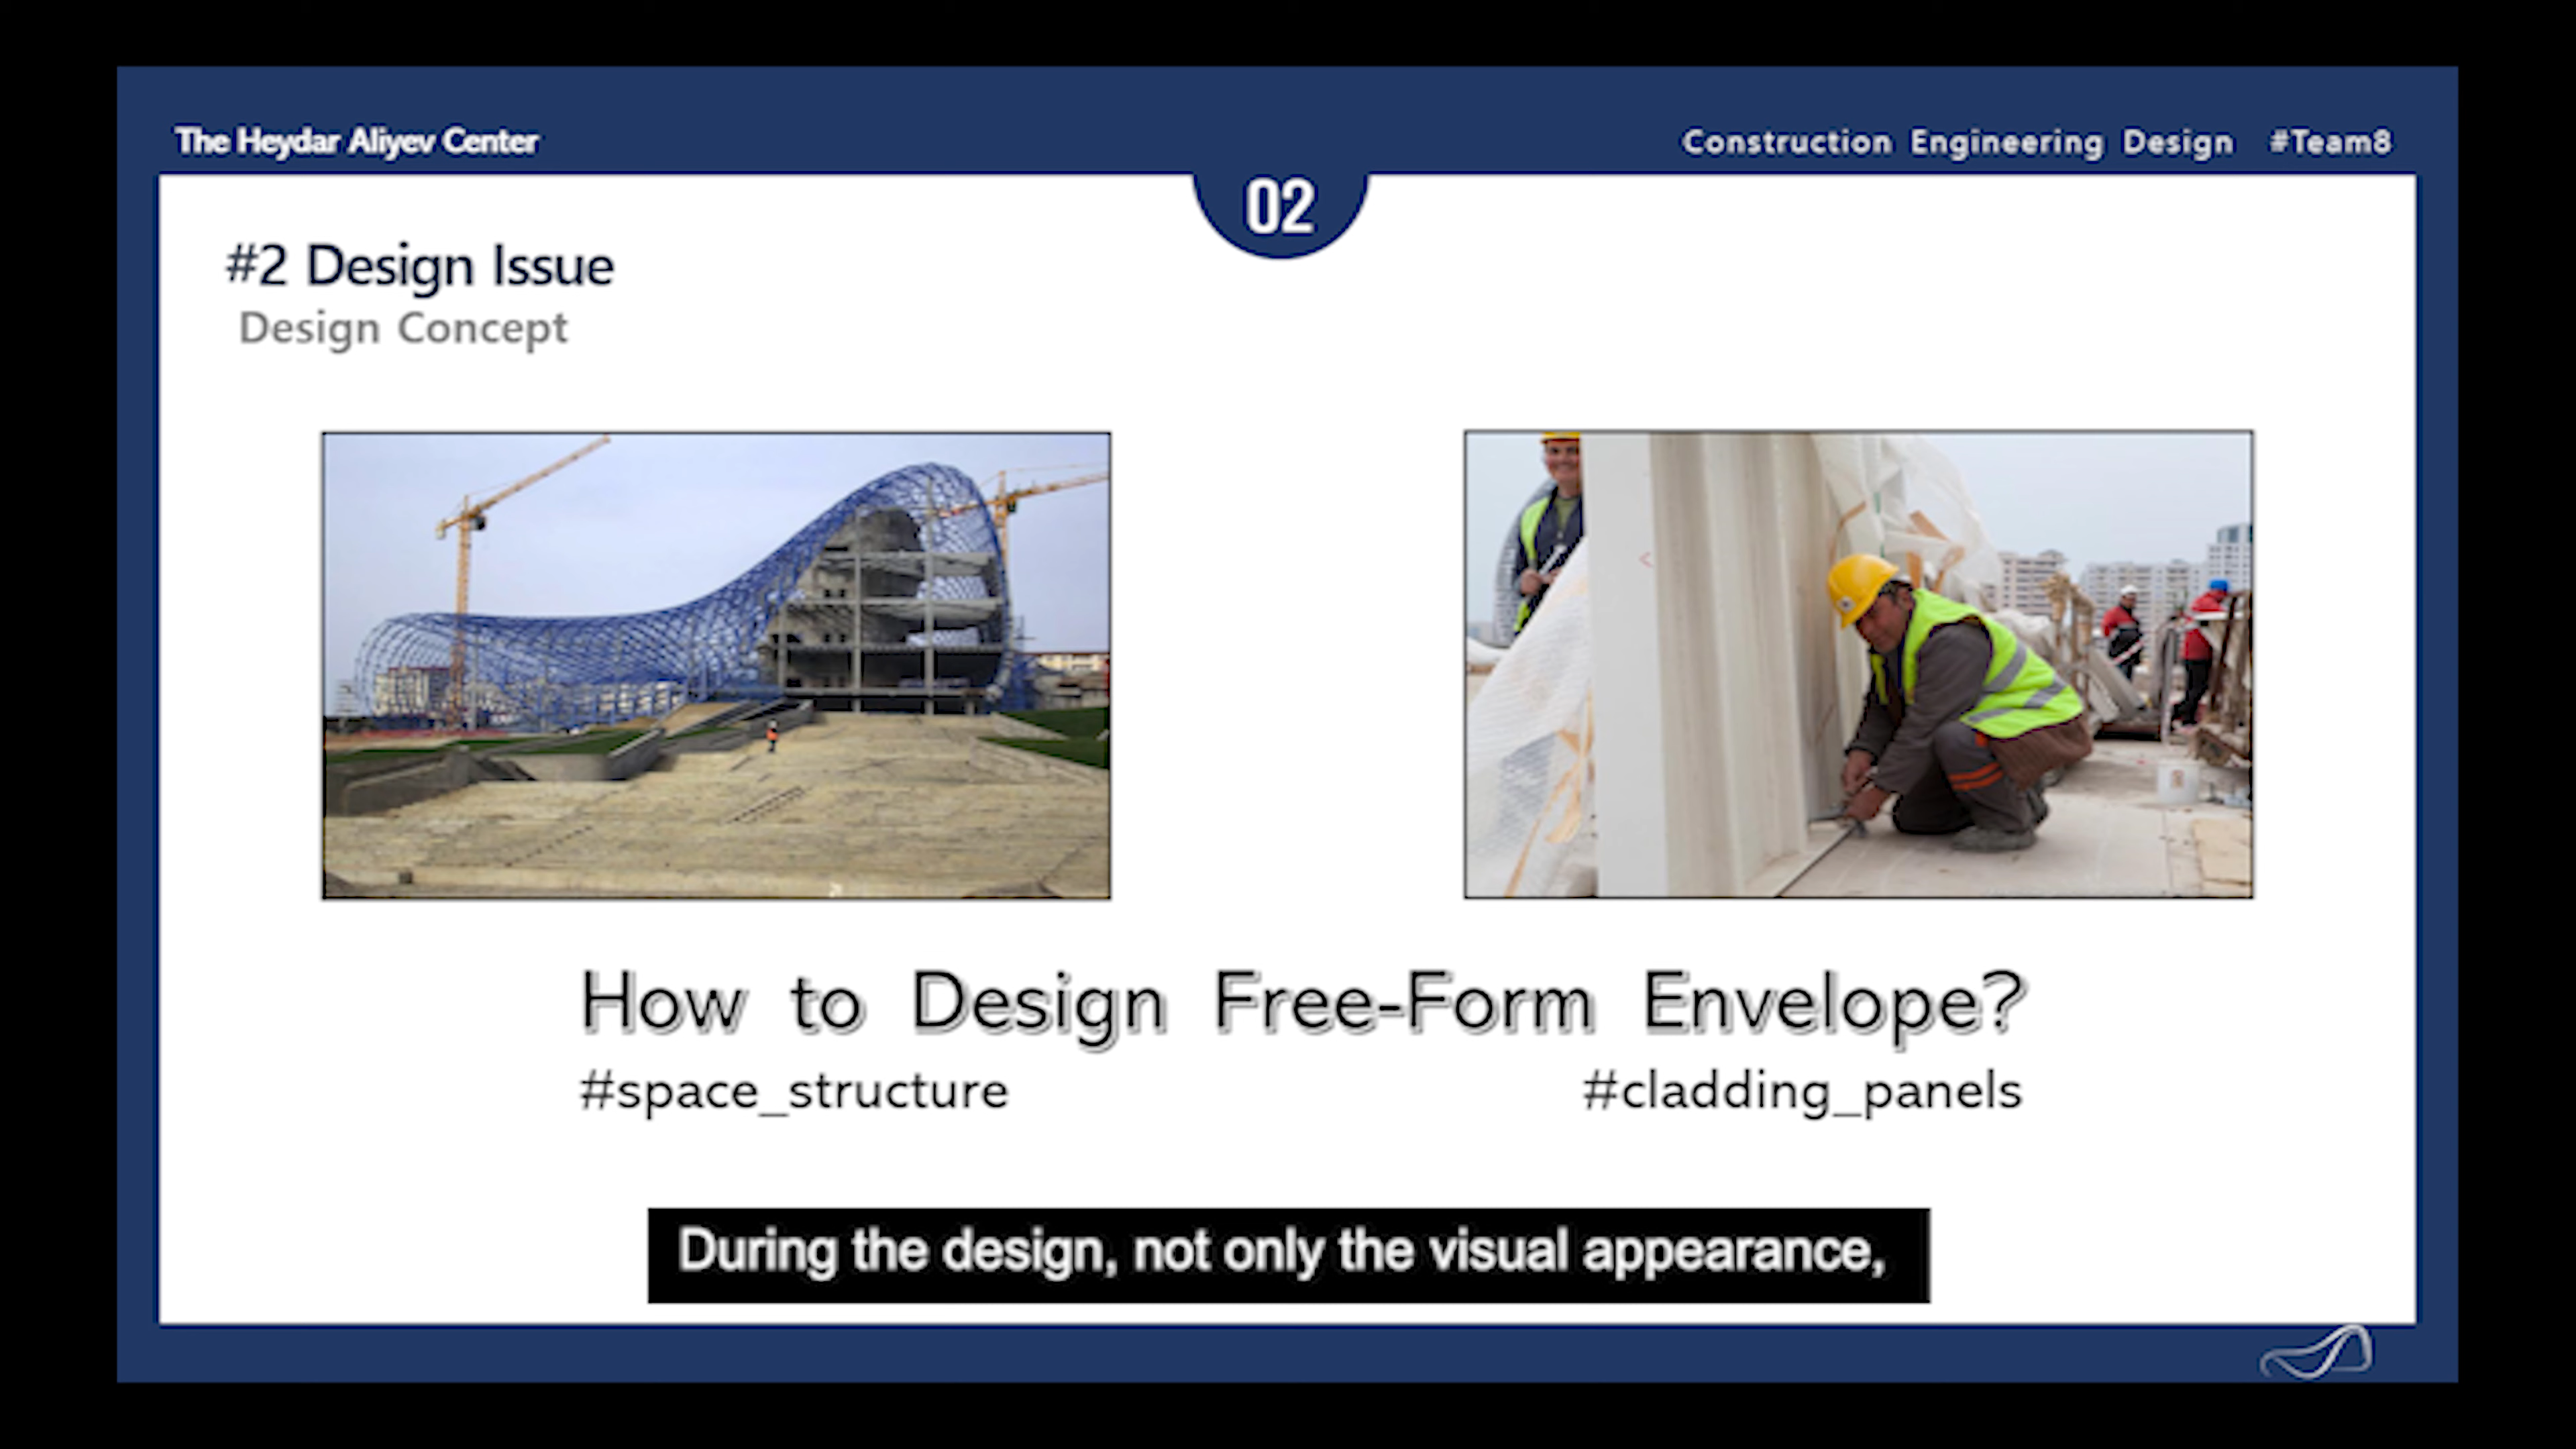 The Heydar Aliyev Center
Construction Engineering Design #Team8
02
#2 Design Issue
Design Concept
How to Design Free-Form Envelope?
#space_structure
#cladding_panels
During the design, not only the visual appearance,